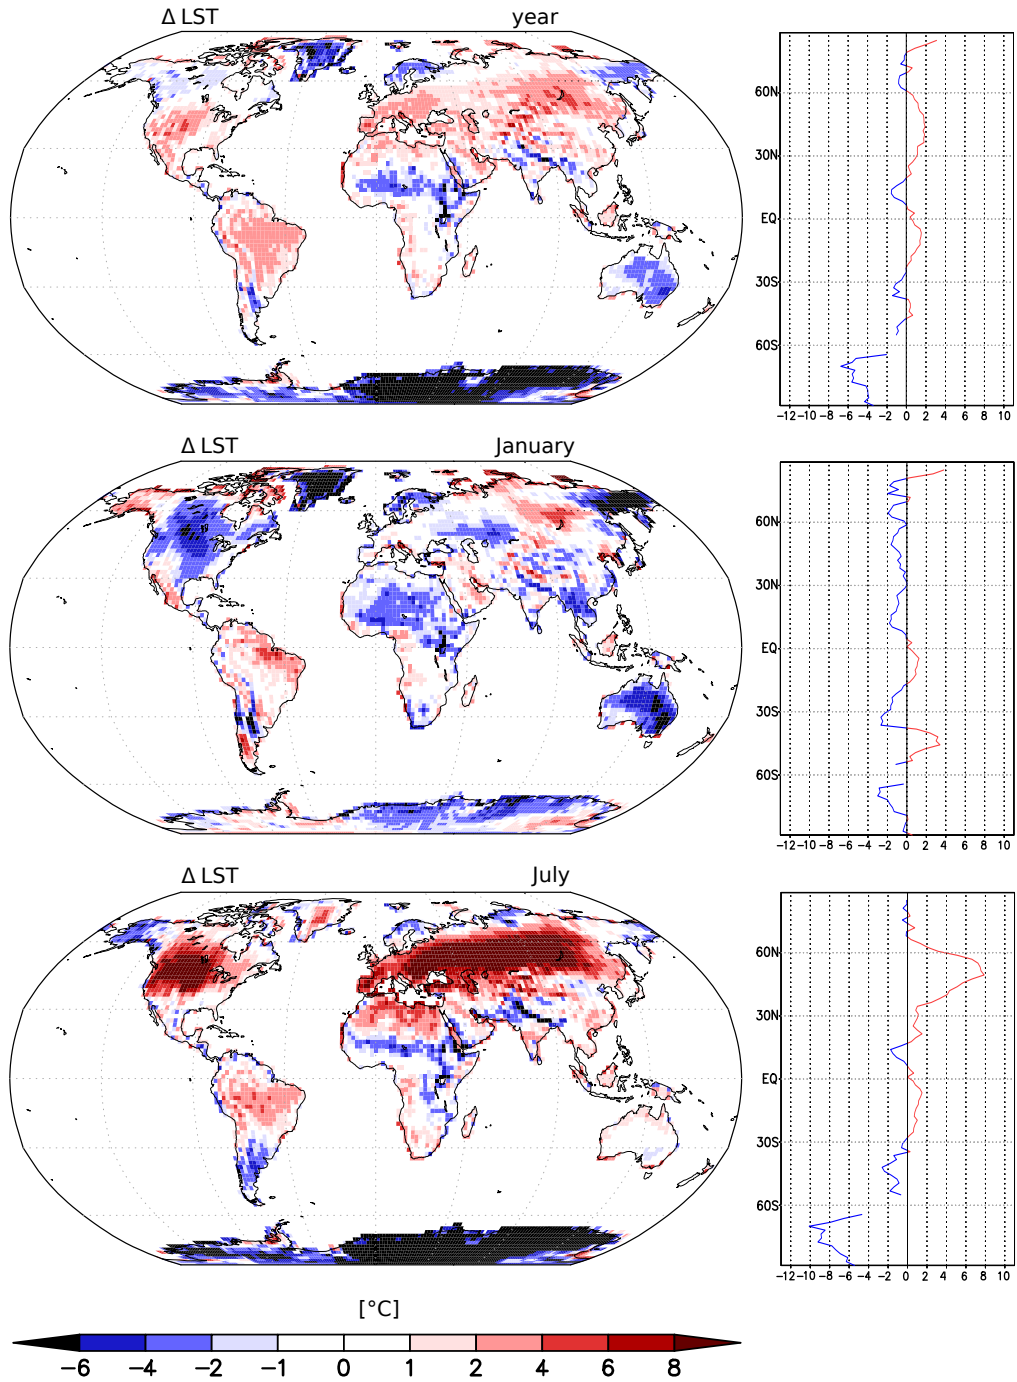 Δ LST year
60N
30N
EQ
30S
60S
-12 -10 -8 -6 -4 -2 0 2 4 6 8 10
Δ LST January
60N
30N
EQ
30S
60S
-12 -10 -8 -6 -4 -2 0 2 4 6 8 10
Δ LST July
60N
30N
EQ
30S
60S
-12 -10 -8 -6 -4 -2 0 2 4 6 8 10
[°C]
−6 −4 −2 −1 0 1 2 4 6 8